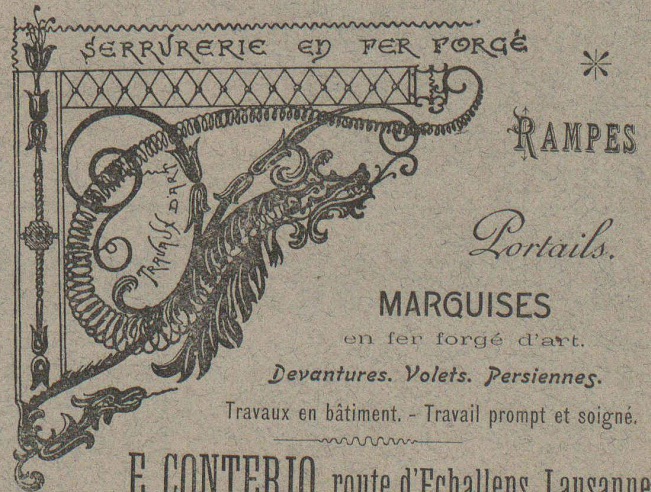 SERRURERIE EN FER FORGÉ
RAMPES
TRAVAUX D'ART
Portails.
MARQUISES
en fer forgé d'art.
Devantures. Volets. Persiennes.
Travaux en bâtiment. - Travail prompt et soigné.
E. CONTERIO, route d'Echallens, Lausanne